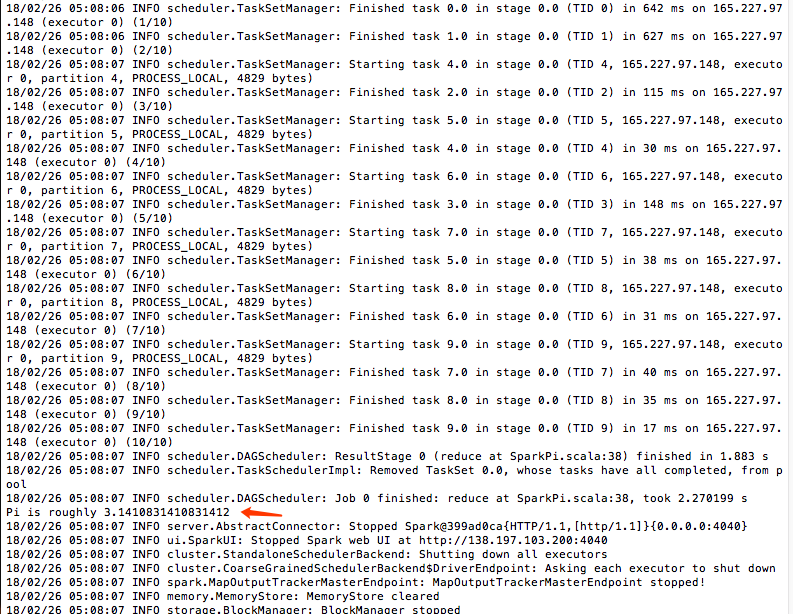 18/02/26 05:08:06 INFO scheduler.TaskSetManager: Finished task 0.0 in stage 0.0 (TID 0) in 642 ms on 165.227.97
.148 (executor 0) (1/10)
18/02/26 05:08:06 INFO scheduler.TaskSetManager: Finished task 1.0 in stage 0.0 (TID 1) in 627 ms on 165.227.97
.148 (executor 0) (2/10)
18/02/26 05:08:07 INFO scheduler.TaskSetManager: Starting task 4.0 in stage 0.0 (TID 4, 165.227.97.148, executo
r 0, partition 4, PROCESS_LOCAL, 4829 bytes)
18/02/26 05:08:07 INFO scheduler.TaskSetManager: Finished task 2.0 in stage 0.0 (TID 2) in 115 ms on 165.227.97
.148 (executor 0) (3/10)
18/02/26 05:08:07 INFO scheduler.TaskSetManager: Starting task 5.0 in stage 0.0 (TID 5, 165.227.97.148, executo
r 0, partition 5, PROCESS_LOCAL, 4829 bytes)
18/02/26 05:08:07 INFO scheduler.TaskSetManager: Finished task 4.0 in stage 0.0 (TID 4) in 30 ms on 165.227.97.
148 (executor 0) (4/10)
18/02/26 05:08:07 INFO scheduler.TaskSetManager: Starting task 6.0 in stage 0.0 (TID 6, 165.227.97.148, executo
r 0, partition 6, PROCESS_LOCAL, 4829 bytes)
18/02/26 05:08:07 INFO scheduler.TaskSetManager: Finished task 3.0 in stage 0.0 (TID 3) in 148 ms on 165.227.97
.148 (executor 0) (5/10)
18/02/26 05:08:07 INFO scheduler.TaskSetManager: Starting task 7.0 in stage 0.0 (TID 7, 165.227.97.148, executo
r 0, partition 7, PROCESS_LOCAL, 4829 bytes)
18/02/26 05:08:07 INFO scheduler.TaskSetManager: Finished task 5.0 in stage 0.0 (TID 5) in 38 ms on 165.227.97.
148 (executor 0) (6/10)
18/02/26 05:08:07 INFO scheduler.TaskSetManager: Starting task 8.0 in stage 0.0 (TID 8, 165.227.97.148, executo
r 0, partition 8, PROCESS_LOCAL, 4829 bytes)
18/02/26 05:08:07 INFO scheduler.TaskSetManager: Finished task 6.0 in stage 0.0 (TID 6) in 31 ms on 165.227.97.
148 (executor 0) (7/10)
18/02/26 05:08:07 INFO scheduler.TaskSetManager: Starting task 9.0 in stage 0.0 (TID 9, 165.227.97.148, executo
r 0, partition 9, PROCESS_LOCAL, 4829 bytes)
18/02/26 05:08:07 INFO scheduler.TaskSetManager: Finished task 7.0 in stage 0.0 (TID 7) in 40 ms on 165.227.97.
148 (executor 0) (8/10)
18/02/26 05:08:07 INFO scheduler.TaskSetManager: Finished task 8.0 in stage 0.0 (TID 8) in 35 ms on 165.227.97.
148 (executor 0) (9/10)
18/02/26 05:08:07 INFO scheduler.TaskSetManager: Finished task 9.0 in stage 0.0 (TID 9) in 17 ms on 165.227.97.
148 (executor 0) (10/10)
18/02/26 05:08:07 INFO scheduler.DAGScheduler: ResultStage 0 (reduce at SparkPi.scala:38) finished in 1.883 s
18/02/26 05:08:07 INFO scheduler.TaskSchedulerImpl: Removed TaskSet 0.0, whose tasks have all completed, from p
ool
18/02/26 05:08:07 INFO scheduler.DAGScheduler: Job 0 finished: reduce at SparkPi.scala:38, took 2.270199 s
Pi is roughly 3.1410831410831412
18/02/26 05:08:07 INFO server.AbstractConnector: Stopped Spark@399ad0ca{HTTP/1.1,[http/1.1]}{0.0.0.0:4040}
18/02/26 05:08:07 INFO ui.SparkUI: Stopped Spark web UI at http://138.197.103.200:4040
18/02/26 05:08:07 INFO cluster.StandaloneSchedulerBackend: Shutting down all executors
18/02/26 05:08:07 INFO cluster.CoarseGrainedSchedulerBackend$DriverEndpoint: Asking each executor to shut down
18/02/26 05:08:07 INFO spark.MapOutputTrackerMasterEndpoint: MapOutputTrackerMasterEndpoint stopped!
18/02/26 05:08:07 INFO memory.MemoryStore: MemoryStore cleared
18/02/26 05:08:07 INFO storage.BlockManager: BlockManager stopped